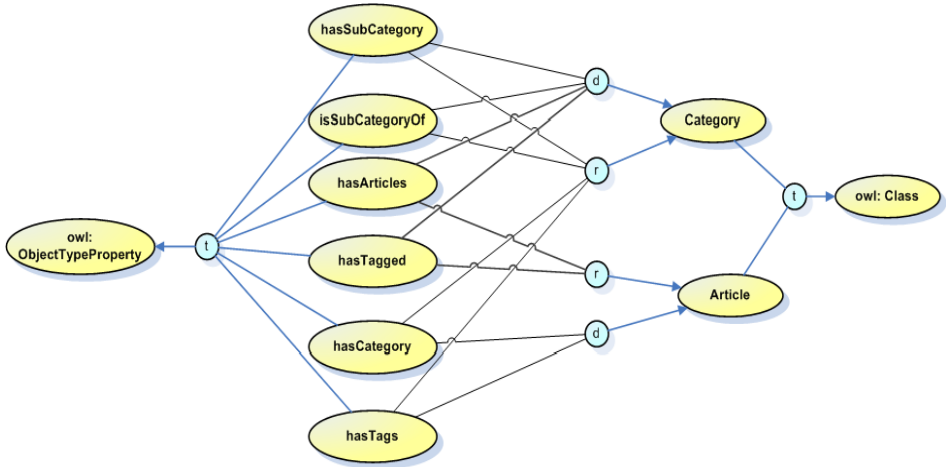 hasSubCategory
d
isSubCategoryOf
Category
r
hasArticles
t
owl: Class
owl:
ObjectTypeProperty
t
hasTagged
r
Article
d
hasCategory
hasTags